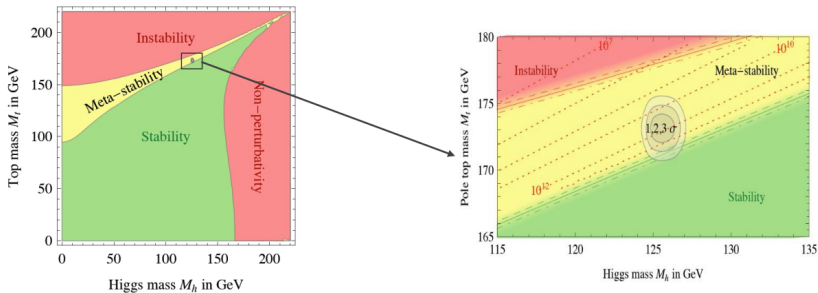 200
150
100
50
0
0
50
100
150
200
Top mass Mt in GeV
Higgs mass Mh in GeV
Instability
Meta−stability
Stability
Non−perturbativity
180
175
170
165
115
120
125
130
135
Pole top mass Mt in GeV
Higgs mass Mh in GeV
10^7
10^10
Instability
Meta−stability
1,2,3 σ
10^12
Stability